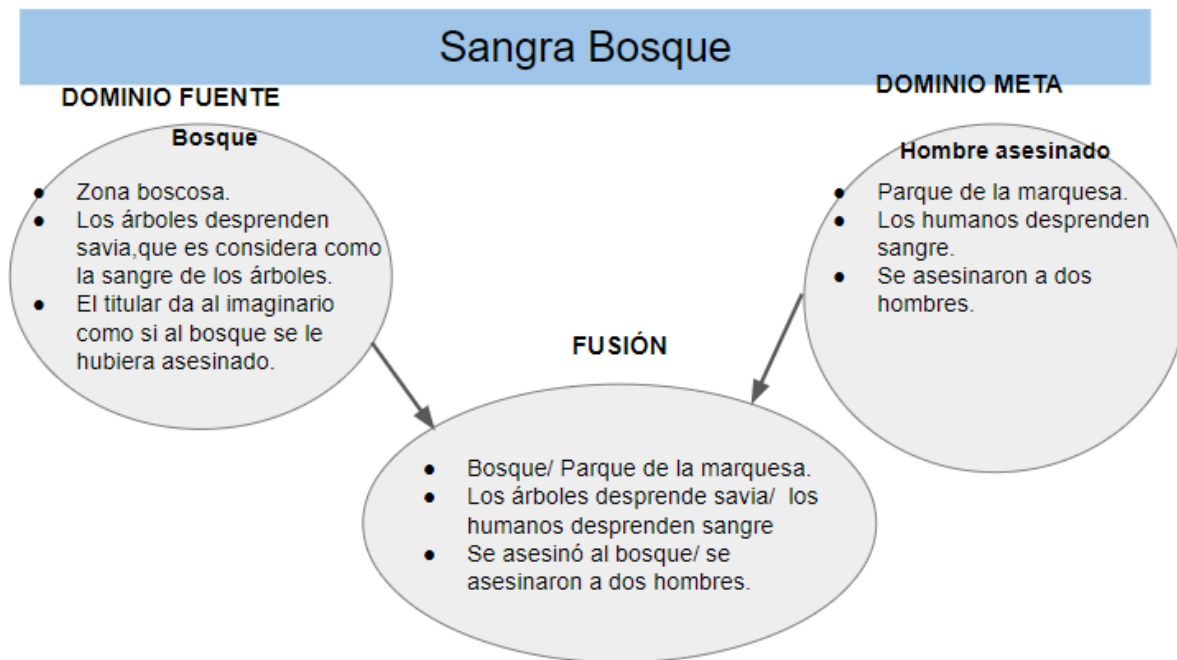 Sangra Bosque
DOMINIO FUENTE
Bosque
● Zona boscosa.
● Los árboles desprenden
savia,que es considera como
la sangre de los árboles.
● El titular da al imaginario
como si al bosque se le
hubiera asesinado.
DOMINIO META
Hombre asesinado
● Parque de la marquesa.
● Los humanos desprenden
sangre.
● Se asesinaron a dos
hombres.
FUSIÓN
● Bosque/ Parque de la marquesa.
● Los árboles desprende savia/ los
humanos desprenden sangre
● Se asesinó al bosque/ se
asesinaron a dos hombres.